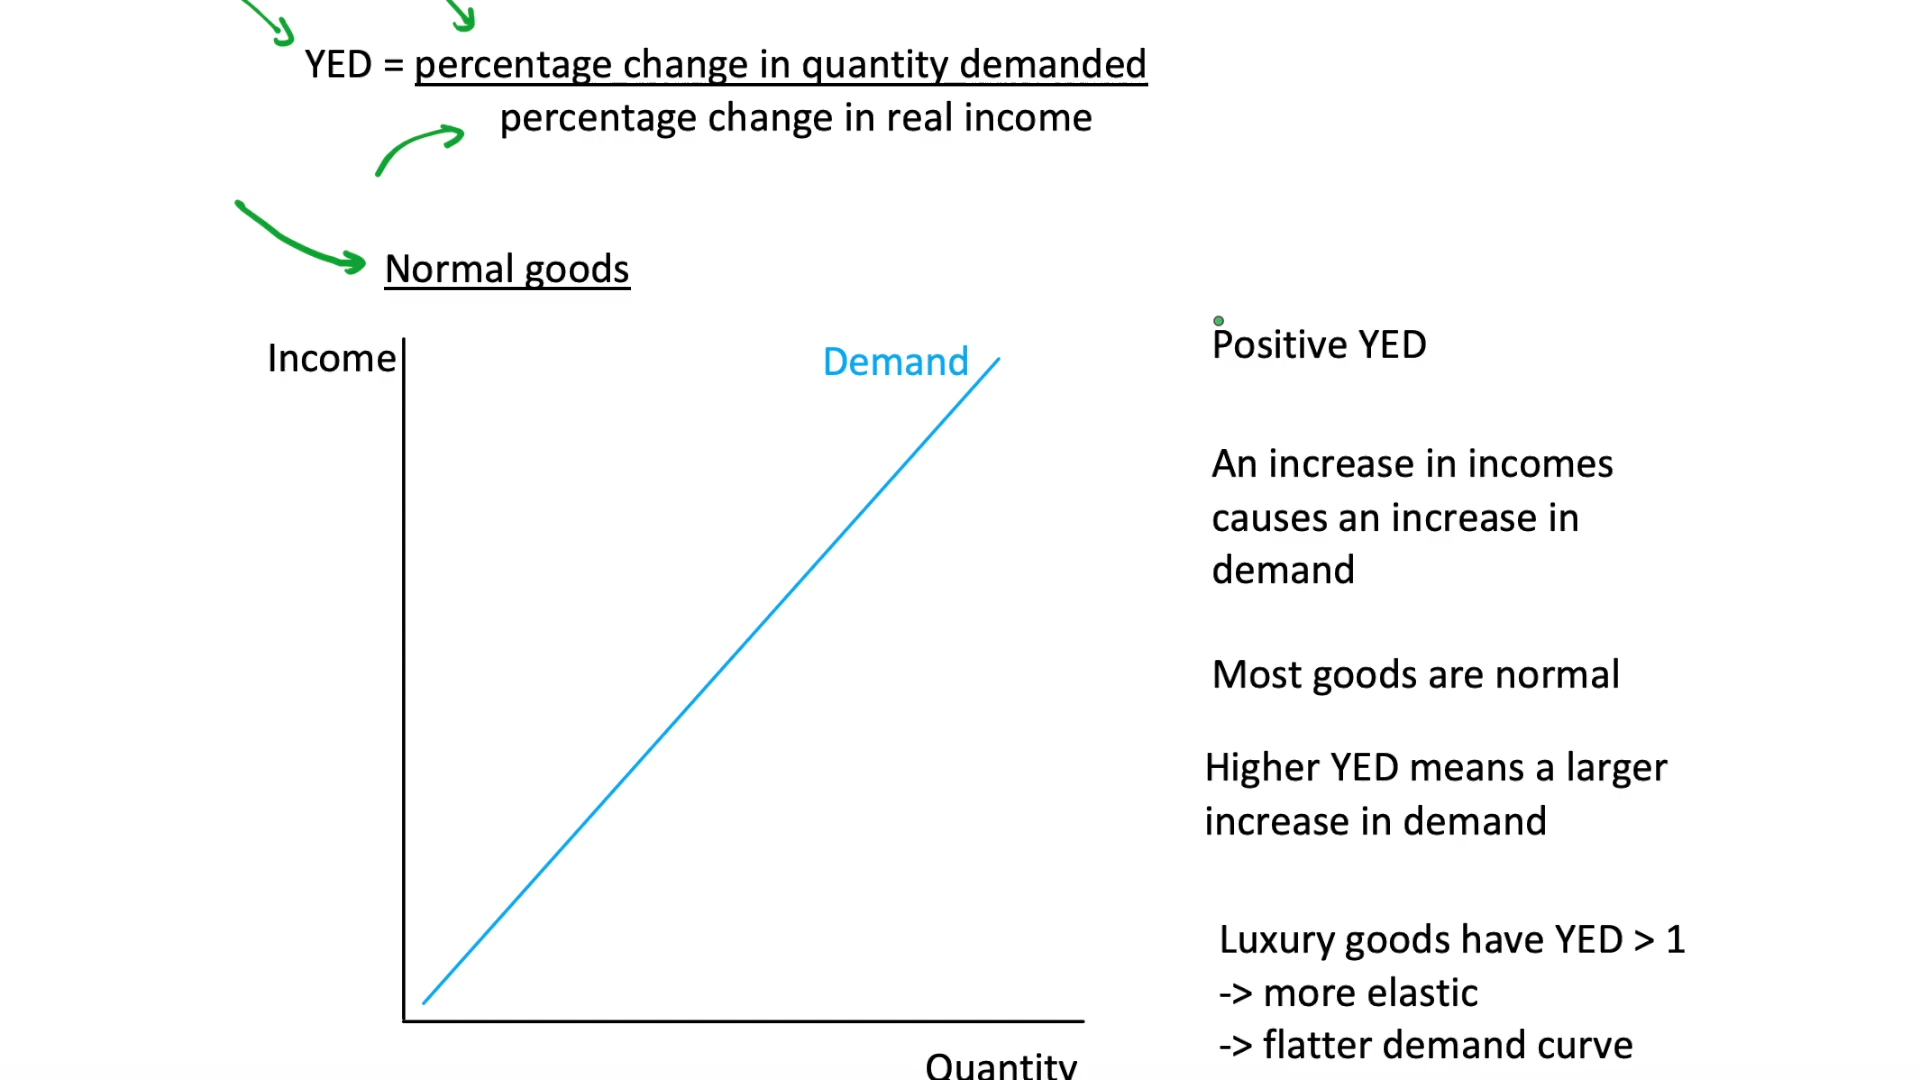 YED = percentage change in quantity demanded
percentage change in real income
Normal goods
Income
Demand
Positive YED
An increase in incomes
causes an increase in
demand
Most goods are normal
Higher YED means a larger
increase in demand
Luxury goods have YED > 1
-> more elastic
-> flatter demand curve
Quantity